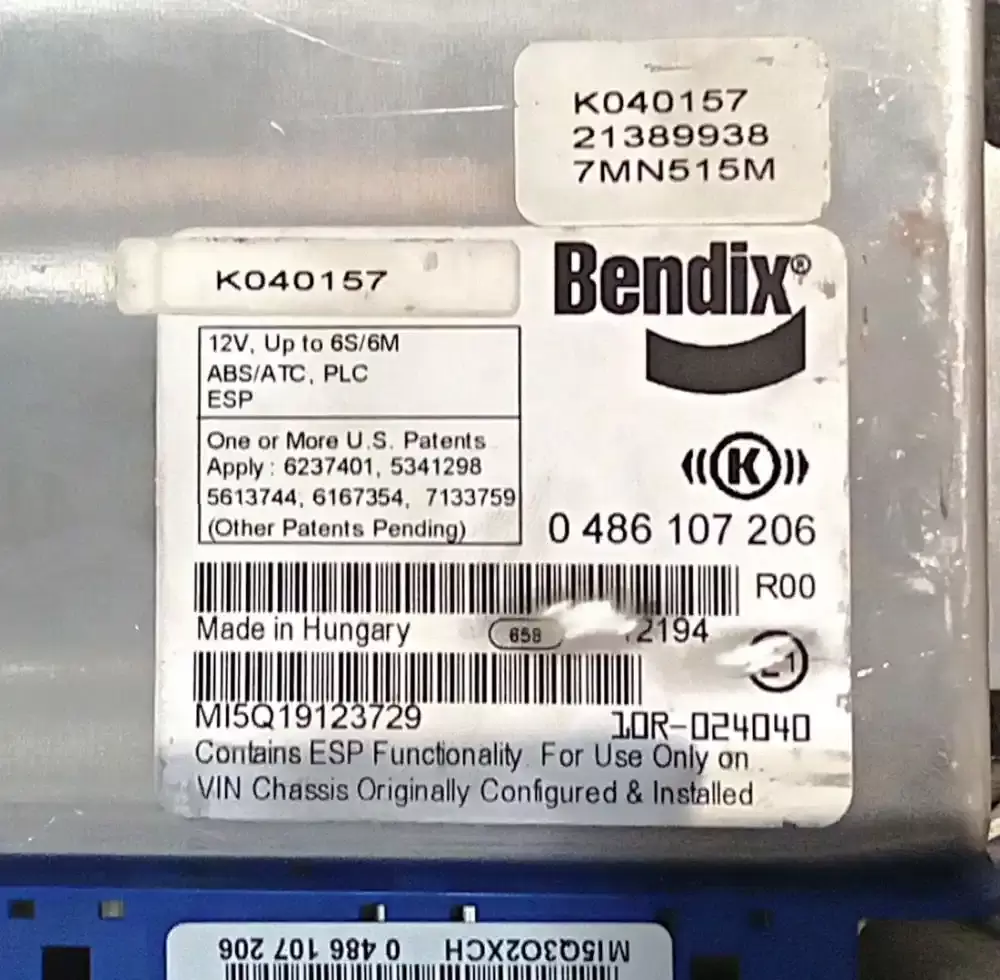 K040157
21389938
7MN515M
K040157
Bendix®
12V, Up to 6S/6M
ABS/ATC, PLC
ESP
One or More U.S. Patents
Apply : 6237401, 5341298
5613744, 6167354, 7133759
(Other Patents Pending)
K
0 486 107 206
R00
Made in Hungary
658
2194
MI5Q19123729
10R-024040
Contains ESP Functionality. For Use Only on
VIN Chassis Originally Configured & Installed
MI5Q3O2XCH 0 486 107 206